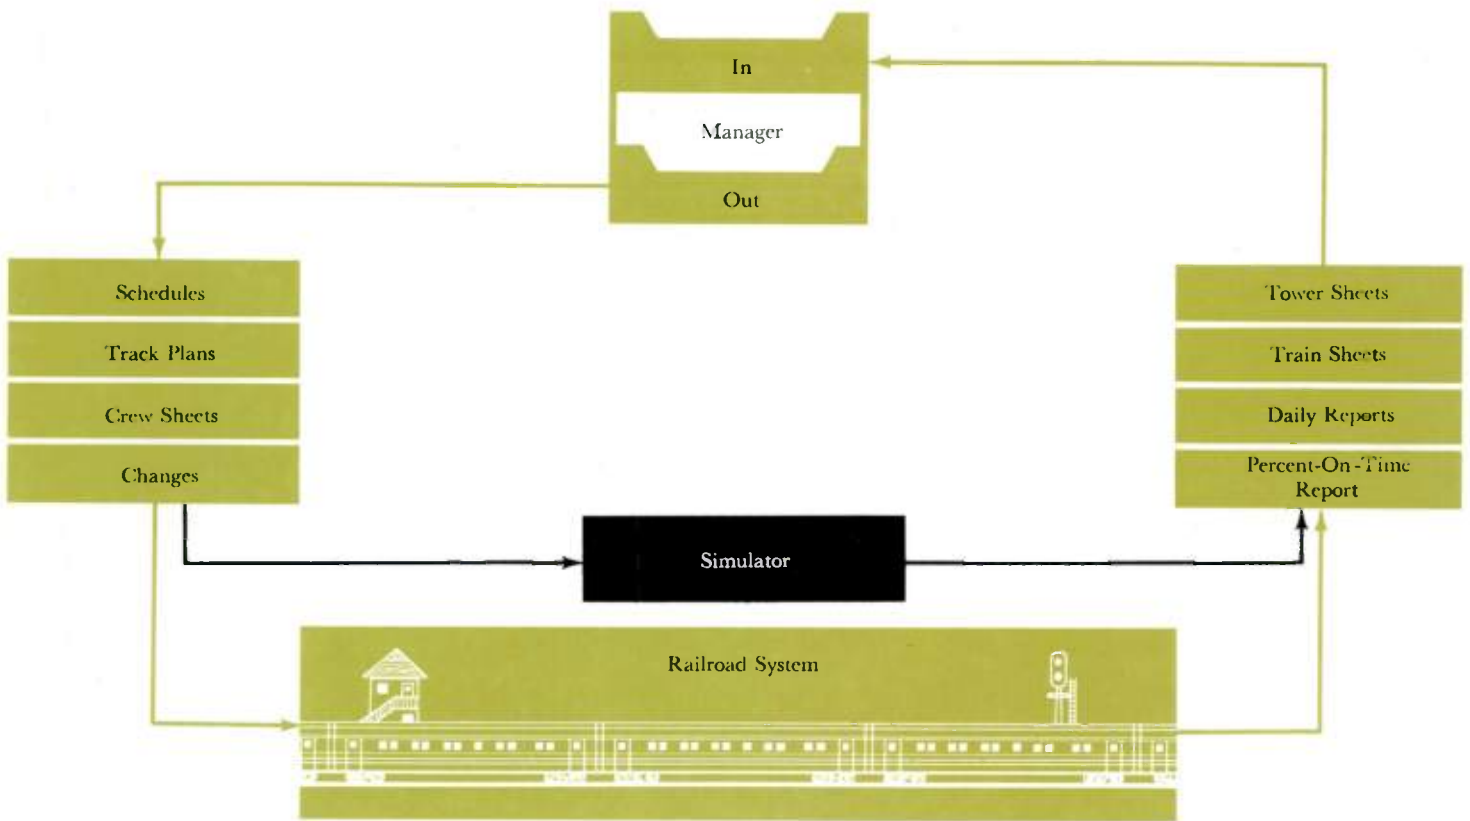 In
Manager
Out
Schedules
Track Plans
Crew Sheets
Changes
Tower Sheets
Train Sheets
Daily Reports
Percent-On-Time
Report
Simulator
Railroad System